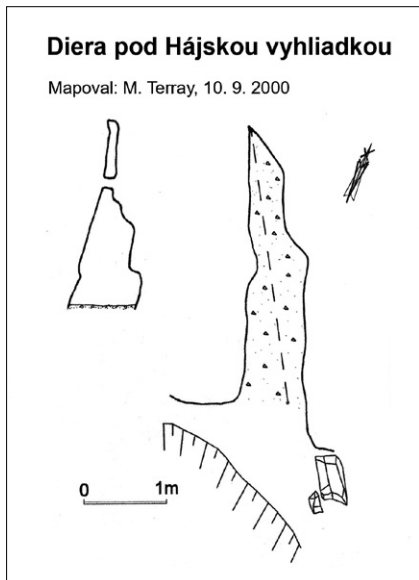 Diera pod Hájskou vyhliadkou
Mapoval: M. Terray, 10. 9. 2000
0 1m